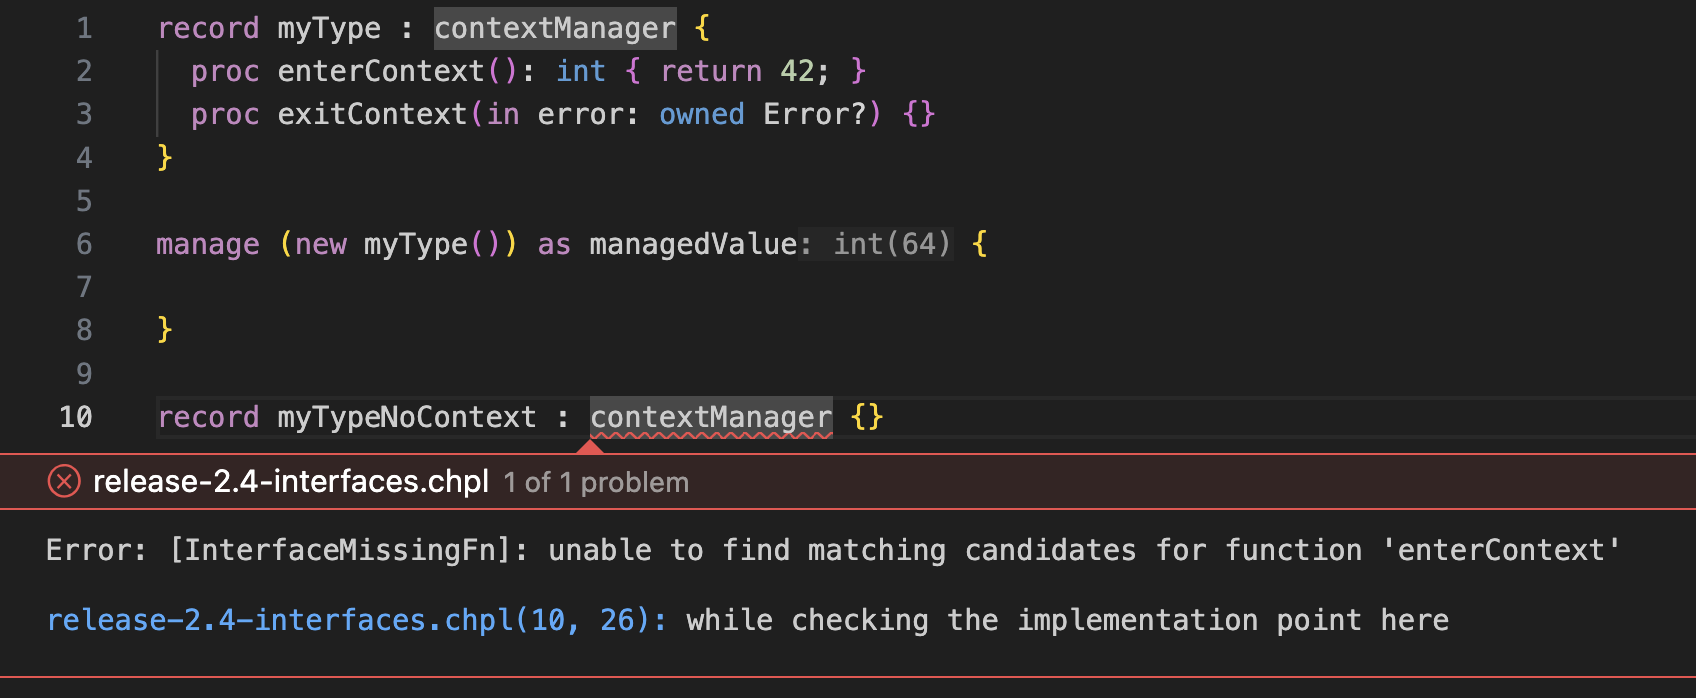 1 record myType : contextManager {
2 proc enterContext(): int { return 42; }
3 proc exitContext(in error: owned Error?) {}
4 }
5
6 manage (new myType()) as managedValue: int(64) {
7
8 }
9
10 record myTypeNoContext : contextManager {}
release-2.4-interfaces.chpl 1 of 1 problem
Error: [InterfaceMissingFn]: unable to find matching candidates for function 'enterContext'
release-2.4-interfaces.chpl(10, 26): while checking the implementation point here